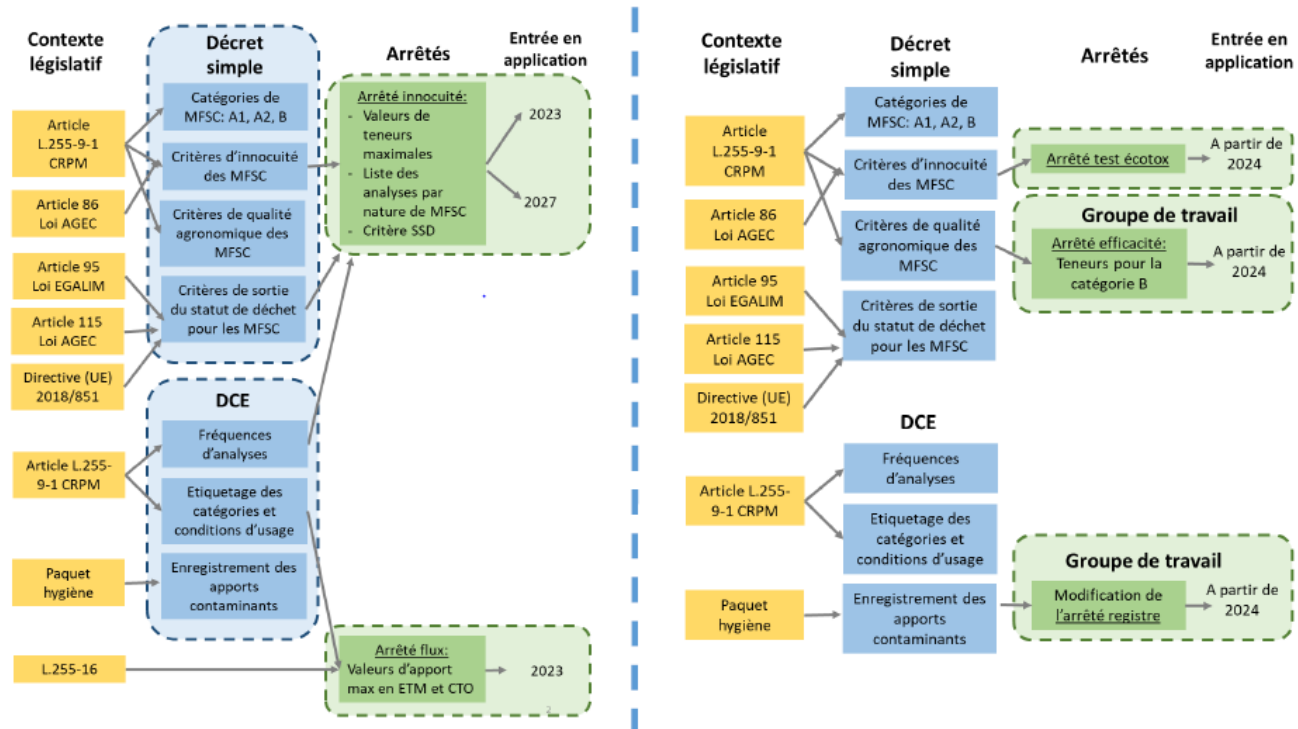 Contexte
législatif
Décret
simple
Arrêtés
Entrée en
application
Article
L.255-9-1
CRPM
Article 86
Loi AGEC
Article 95
Loi EGALIM
Article 115
Loi AGEC
Directive (UE)
2018/851
Catégories de
MFSC: A1, A2, B
Critères d'innocuité
des MFSC
Critères de qualité
agronomique des
MFSC
Critères de sortie
du statut de déchet
pour les MFSC
Arrêté innocuité:
- Valeurs de
teneurs
maximales
- Liste des
analyses par
nature de MFSC
- Critère SSD
2023
2027
DCE
Article L.255-
9-1 CRPM
Paquet
hygiène
L.255-16
Fréquences
d'analyses
Etiquetage des
catégories et
conditions d'usage
Enregistrement des
apports
contaminants
Arrêté flux:
Valeurs d'apport
max en ETM et CTO
2023
2
Contexte
législatif
Décret
simple
Arrêtés
Entrée en
application
Article
L.255-9-1
CRPM
Article 86
Loi AGEC
Article 95
Loi EGALIM
Article 115
Loi AGEC
Directive (UE)
2018/851
Catégories de
MFSC: A1, A2, B
Critères d'innocuité
des MFSC
Critères de qualité
agronomique des
MFSC
Critères de sortie
du statut de déchet
pour les MFSC
Arrêté test écotox
A partir de
2024
Groupe de travail
Arrêté efficacité:
Teneurs pour la
catégorie B
A partir de
2024
DCE
Article L.255-
9-1 CRPM
Paquet
hygiène
Fréquences
d'analyses
Etiquetage des
catégories et
conditions d'usage
Enregistrement des
apports
contaminants
Groupe de travail
Modification de
l'arrêté registre
A partir de
2024